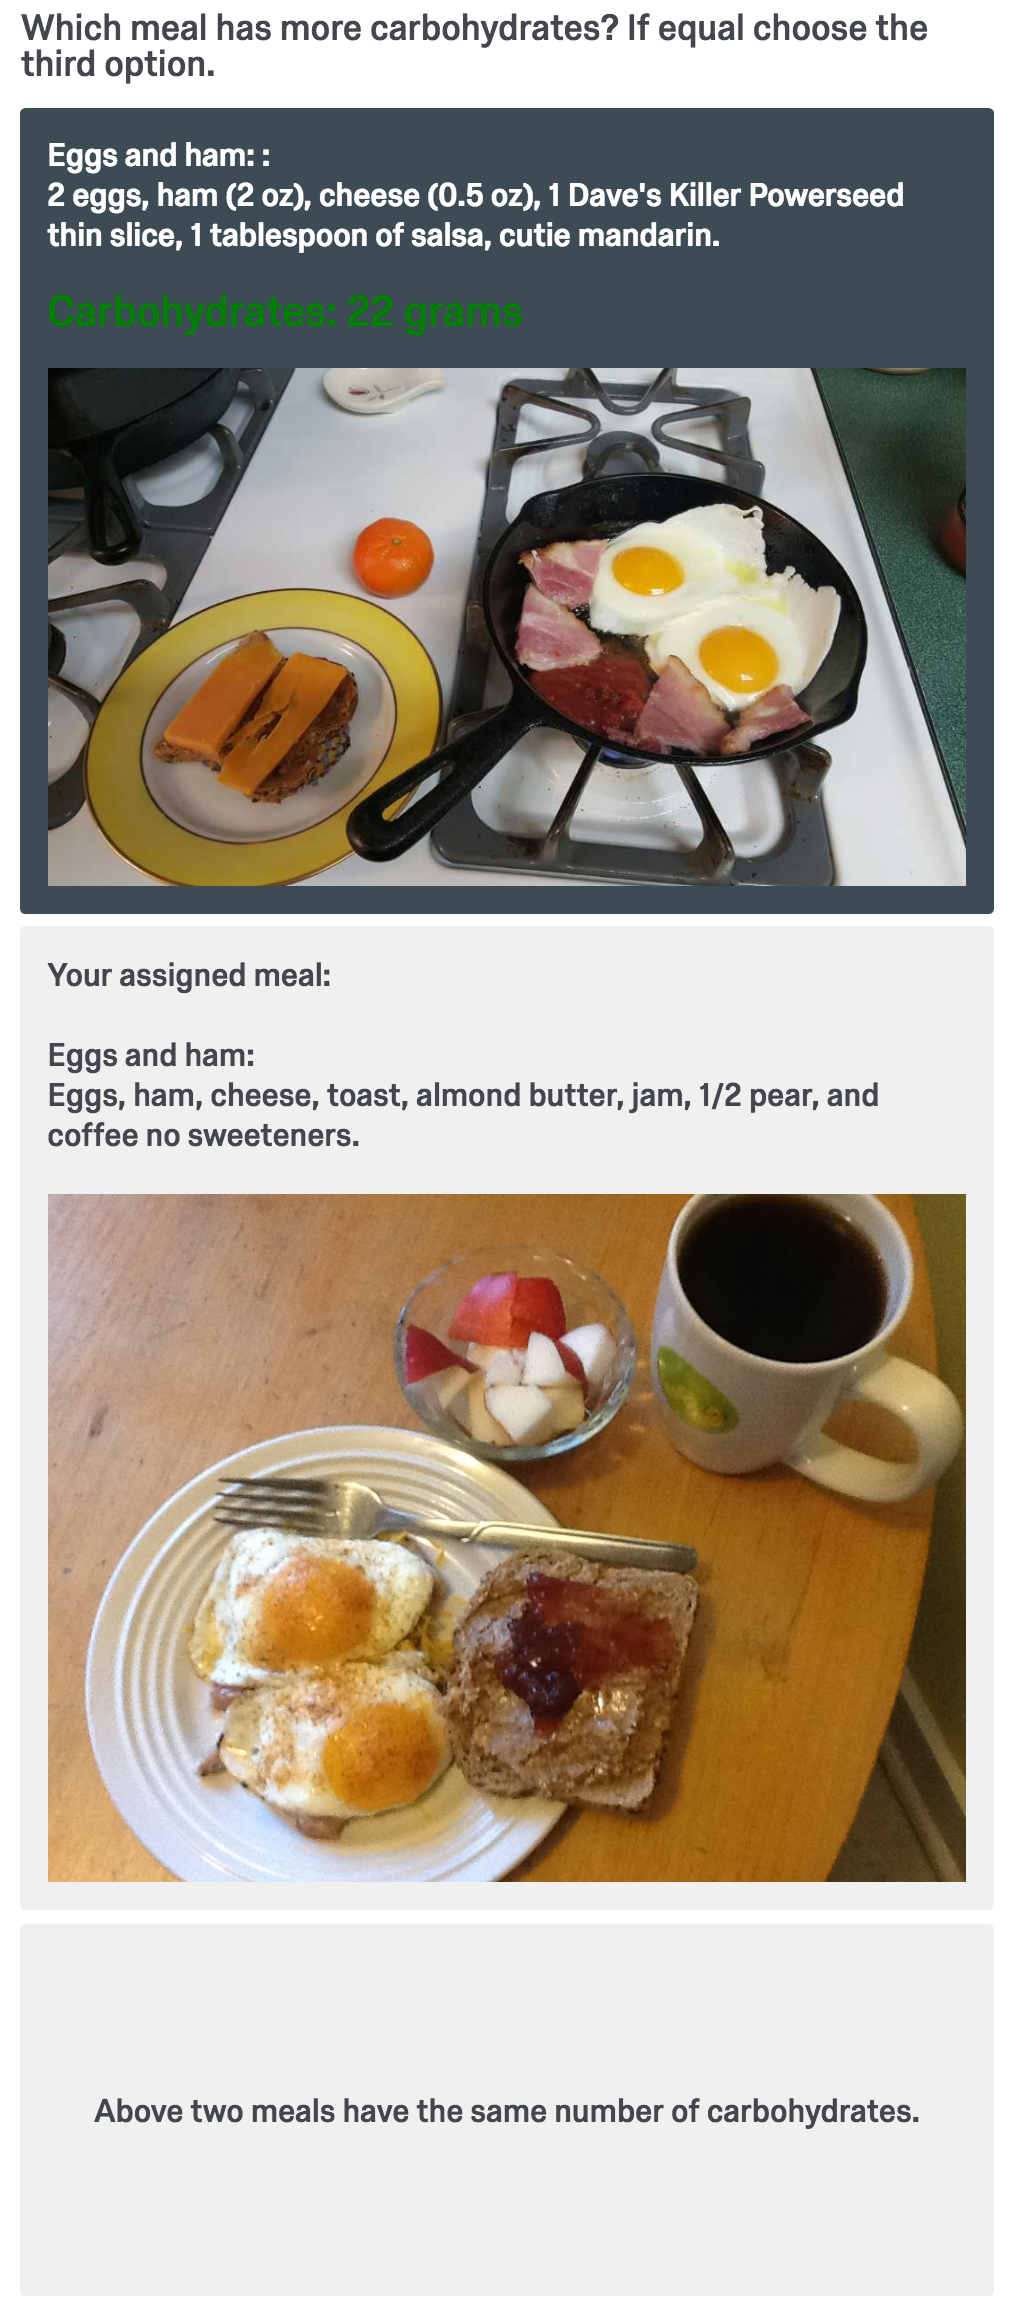 Which meal has more carbohydrates? If equal choose the
third option.
Eggs and ham: :
2 eggs, ham (2 oz), cheese (0.5 oz), 1 Dave's Killer Powerseed
thin slice, 1 tablespoon of salsa, cutie mandarin.
Carbohydrates: 22 grams
Your assigned meal:
Eggs and ham:
Eggs, ham, cheese, toast, almond butter, jam, 1/2 pear, and
coffee no sweeteners.
Above two meals have the same number of carbohydrates.